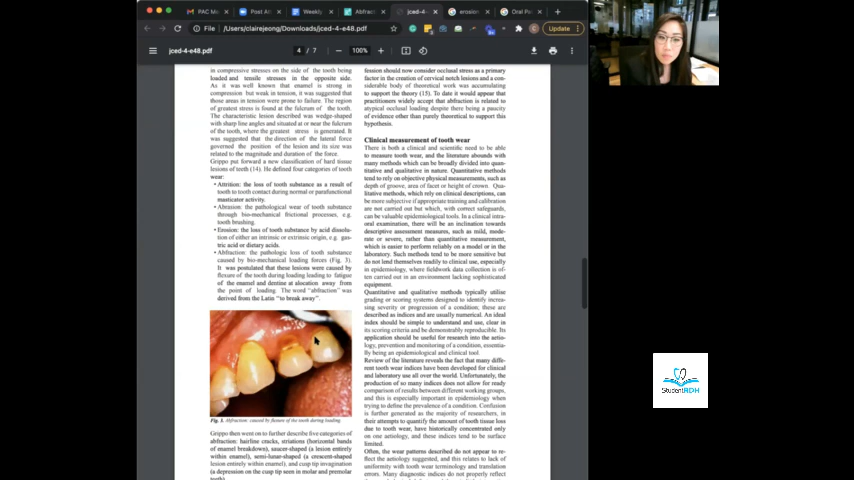 PAC M
Post At
Weekly
Abfract
jced-4
erosion
Oral Pa
File
/Users/clairejeong/Downloads/jced-4-e48.pdf
Update
jced-4-e48.pdf
4 / 7
100%
in compressive stresses on the side of the tooth being
loaded and tensile stresses in the opposite side.
As it was well known that enamel is strong in
compression but weak in tension, it was suggested that
those areas in tension were prone to failure. The region
of greatest stress is found at the fulcrum of the tooth.
The characteristic lesion described was wedge-shaped
with sharp line angles and situated at or near the fulcrum
of the tooth, where the greatest stress is generated. It
was suggested that the direction of the lateral force
governed the position of the lesion and its size was
related to the magnitude and duration of the force.
Grippo put forward a new classification of hard tissue
lesions of teeth (14). He defined four categories of tooth
wear:
• Attrition: the loss of tooth substance as a result of
tooth to tooth contact during normal or parafunctional
masticator activity.
• Abrasion: the pathological wear of tooth substance
through bio-mechanical frictional processes, e.g.
tooth brushing.
• Erosion: the loss of tooth substance by acid dissolu-
tion of either an intrinsic or extrinsic origin, e.g. gas-
tric acid or dietary acids.
• Abfraction: the pathologic loss of tooth substance
caused by bio-mechanical loading forces (Fig. 3).
It was postulated that these lesions were caused by
flexure of the tooth during loading leading to fatigue
of the enamel and dentine at alocation away from
the point of loading. The word "abfraction" was
derived from the Latin "to break away".
Fig. 3. Abfraction: caused by flexure of the tooth during loading
Grippo then went on to further describe five categories of
abfraction: hairline cracks, striations (horizontal bands
of enamel breakdown), saucer-shaped (a lesion entirely
within enamel), semi-lunar-shaped (a crescent-shaped
lesion entirely within enamel), and cusp tip invagination
(a depression on the cusp tip seen in molar and premolar
teeth).
fession should now consider occlusal stress as a primary
factor in the creation of cervical notch lesions and a con-
siderable body of theoretical work was accumulating
to support the theory (15). To date it would appear that
practitioners widely accept that abfraction is related to
atypical occlusal loading despite there being a paucity
of evidence other than purely theoretical to support this
hypothesis.
Clinical measurement of tooth wear
There is both a clinical and scientific need to be able
to measure tooth wear, and the literature abounds with
many methods which can be broadly divided into quan-
titative and qualitative in nature. Quantitative methods
tend to rely on objective physical measurements, such as
depth of groove, area of facet or height of crown. Qua-
litative methods, which rely on clinical descriptions, can
be more subjective if appropriate training and calibration
are not carried out but which, with correct safeguards,
can be valuable epidemiological tools. In a clinical intra-
oral examination, there will be an inclination towards
descriptive assessment measures, such as mild, mode-
rate or severe, rather than quantitative measurement,
which is easier to perform reliably on a model or in the
laboratory. Such methods tend to be more sensitive but
do not lend themselves readily to clinical use, especially
in epidemiology, where fieldwork data collection is of-
ten carried out in an environment lacking sophisticated
equipment.
Quantitative and qualitative methods typically utilise
grading or scoring systems designed to identify increa-
sing severity or progression of a condition; these are
described as indices and are usually numerical. An ideal
index should be simple to understand and use, clear in
its scoring criteria and be demonstrably reproducible. Its
application should be useful for research into the aetio-
logy, prevention and monitoring of a condition, essentia-
lly being an epidemiological and clinical tool.
Review of the literature reveals the fact that many diffe-
rent tooth wear indices have been developed for clinical
and laboratory use all over the world. Unfortunately, the
production of so many indices does not allow for ready
comparison of results between different working groups,
and this is especially important in epidemiology when
trying to define the prevalence of a condition. Confusion
is further generated as the majority of researchers, in
their attempts to quantify the amount of tooth tissue loss
due to tooth wear, have historically concentrated only
on one aetiology, and these indices tend to be surface
limited.
Often, the wear patterns described do not appear to re-
flect the aetiology suggested, and this relates to lack of
uniformity with tooth wear terminology and translation
errors. Many diagnostic indices do not properly reflect
StudentRDH